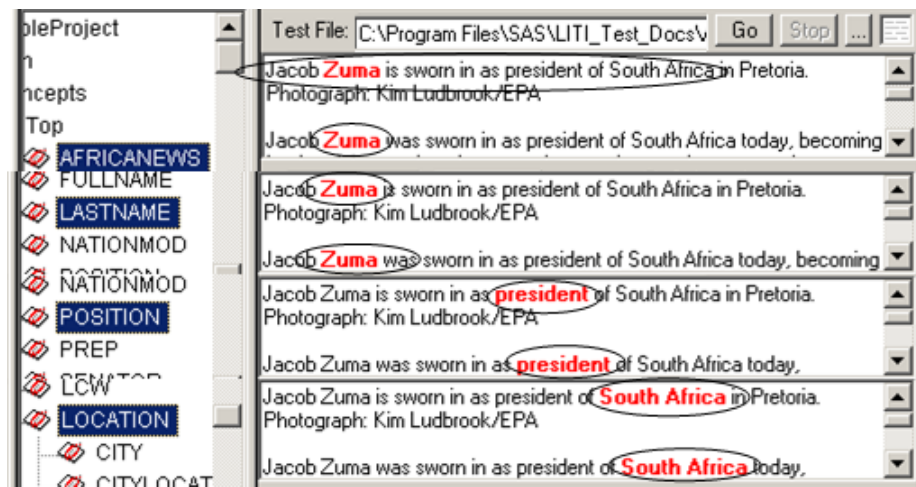 pleProject
n
ncepts
Top
AFRICANEWS
FULLNAME
LASTNAME
NATIONMOD
NATIONMOD
POSITION
PREP
LOCATION
CITY
CITYLOCAT
Test File: C:\Program Files\SAS\LITI_Test_Docs\v Go Stop ...
Jacob Zuma is sworn in as president of South Africa in Pretoria.
Photograph: Kim Ludbrook/EPA
Jacob Zuma was sworn in as president of South Africa today, becoming
Jacob Zuma is sworn in as president of South Africa in Pretoria.
Photograph: Kim Ludbrook/EPA
Jacob Zuma was sworn in as president of South Africa today, becoming
Jacob Zuma is sworn in as president of South Africa in Pretoria.
Photograph: Kim Ludbrook/EPA
Jacob Zuma was sworn in as president of South Africa today,
Jacob Zuma is sworn in as president of South Africa in Pretoria.
Photograph: Kim Ludbrook/EPA
Jacob Zuma was sworn in as president of South Africa today,